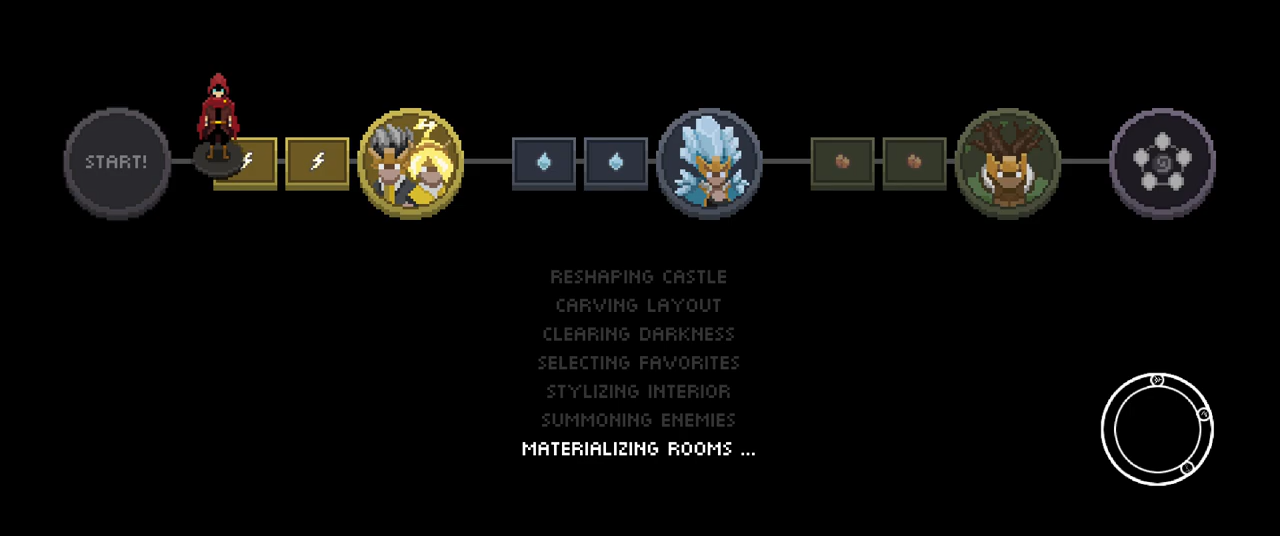 START!
RESHAPING CASTLE
CARVING LAYOUT
CLEARING DARKNESS
SELECTING FAVORITES
STYLIZING INTERIOR
SUMMONING ENEMIES
MATERIALIZING ROOMS ...